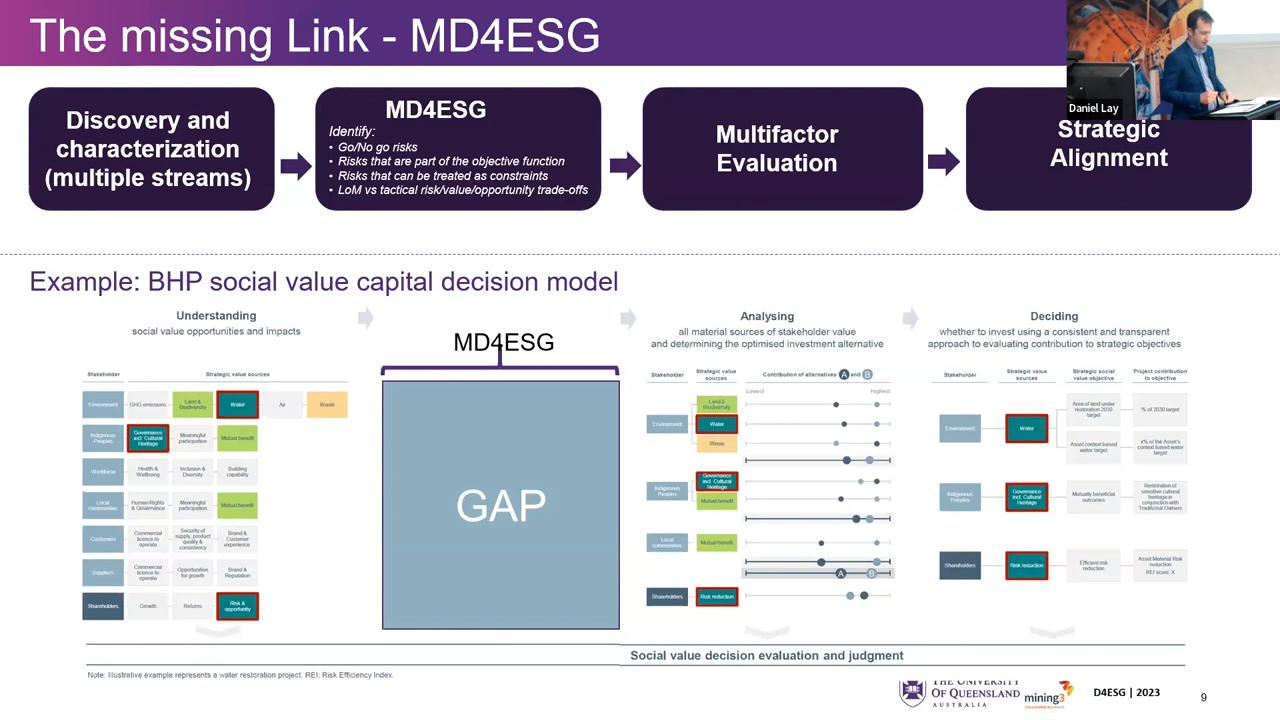 The missing Link - MD4ESG
Daniel Lay
Discovery and
characterization
(multiple streams)
MD4ESG
Identify:
• Go/No go risks
• Risks that are part of the objective function
• Risks that can be treated as constraints
• LoM vs tactical risk/value/opportunity trade-offs
Multifactor
Evaluation
Strategic
Alignment
Example: BHP social value capital decision model
Understanding
social value opportunities and impacts
Stakeholder
Strategic value sources
Environment
GHG emissions
Land &
Biodiversity
Water
Air
Waste
Indigenous
Peoples
Governance
incl. Cultural
Heritage
Meaningful
participation
Mutual benefit
Workforce
Health &
Wellbeing
Inclusion &
Diversity
Building
capability
Local
communities
Human Rights
& Governance
Meaningful
participation
Mutual benefit
Customers
Commercial
licence to
operate
Security of
supply, product
quality &
consistency
Brand &
Customer
experience
Suppliers
Commercial
licence to
operate
Opportunities
for growth
Brand &
Reputation
Shareholders
Growth
Returns
Risk &
opportunity
MD4ESG
GAP
Analysing
all material sources of stakeholder value
and determining the optimised investment alternative
Stakeholder
Strategic value
sources
Contribution of alternatives A and B
Lowest
Highest
Environment
Land &
Biodiversity
Water
Waste
Indigenous
Peoples
Governance
incl. Cultural
Heritage
Mutual benefit
Local
communities
Mutual benefit
A
B
Shareholders
Risk reduction
Deciding
whether to invest using a consistent and transparent
approach to evaluating contribution to strategic objectives
Stakeholder
Strategic value
sources
Strategic social
value objective
Project contribution
to objective
Environment
Water
Area of land under
restoration 2030
target
% of 2030 target
Asset context based
water target
x% of the Asset's
context based water
target
Indigenous
Peoples
Governance
incl. Cultural
Heritage
Mutually beneficial
outcomes
Restoration of
sensitive cultural
heritage in
conjunction with
Traditional Owners
Shareholders
Risk reduction
Efficient risk
reduction
Asset Material Risk
reduction
REI score: X
Social value decision evaluation and judgment
Note: Illustrative example represents a water restoration project. REI: Risk Efficiency Index.
THE UNIVERSITY
OF QUEENSLAND
AUSTRALIA
mining3
D4ESG | 2023
9